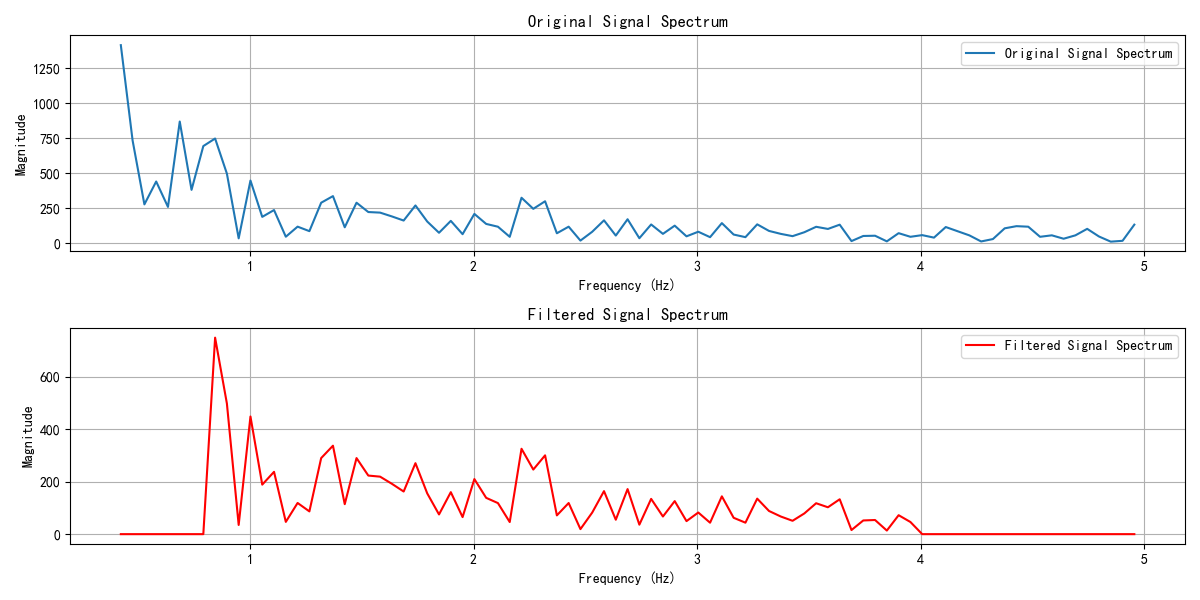 Original Signal Spectrum
Original Signal Spectrum
Magnitude
1250
1000
750
500
250
0
1 2 3 4 5
Frequency (Hz)
Filtered Signal Spectrum
Filtered Signal Spectrum
Magnitude
600
400
200
0
1 2 3 4 5
Frequency (Hz)